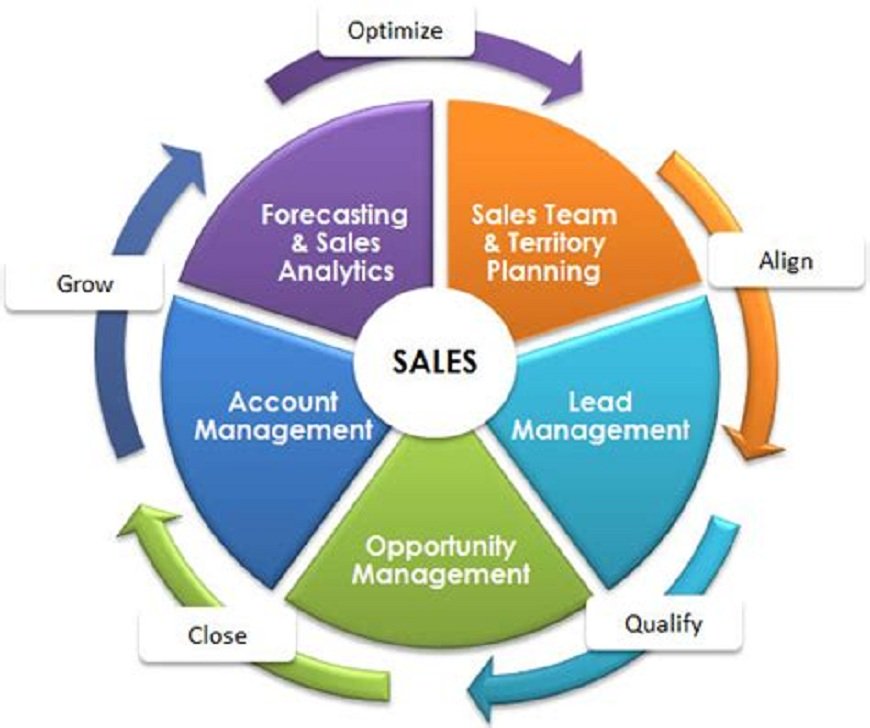 Optimize
Forecasting
& Sales
Analytics
Sales Team
& Territory
Planning
Align
Grow
SALES
Account
Management
Lead
Management
Opportunity
Management
Close
Qualify